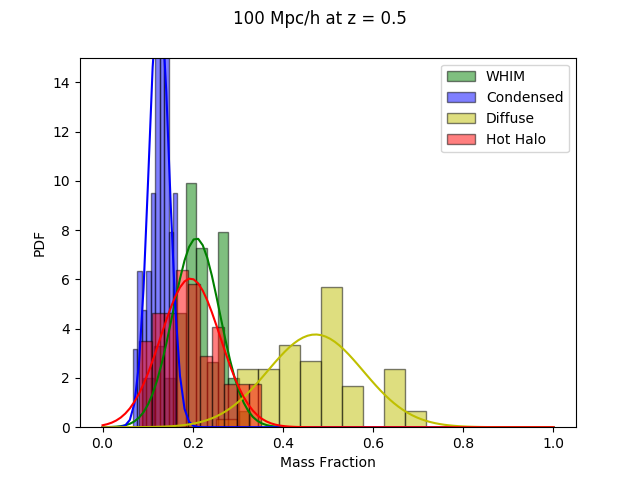 100 Mpc/h at z = 0.5
WHIM
Condensed
Diffuse
Hot Halo
PDF
14
12
10
8
6
4
2
0
0.0 0.2 0.4 0.6 0.8 1.0
Mass Fraction